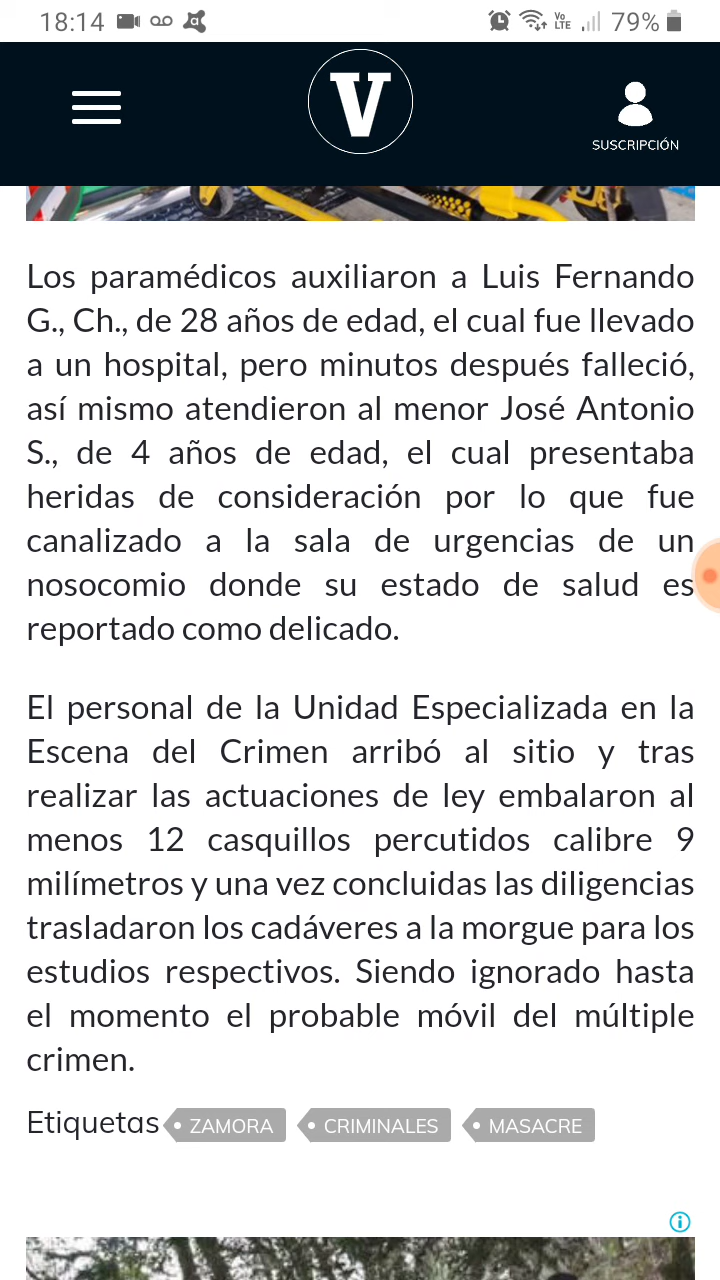 18:14
Vo
LTE
79%
V
SUSCRIPCIÓN
Los paramédicos auxiliaron a Luis Fernando
G., Ch., de 28 años de edad, el cual fue llevado
a un hospital, pero minutos después falleció,
así mismo atendieron al menor José Antonio
S., de 4 años de edad, el cual presentaba
heridas de consideración por lo que fue
canalizado a la sala de urgencias de un
nosocomio donde su estado de salud es
reportado como delicado.
El personal de la Unidad Especializada en la
Escena del Crimen arribó al sitio y tras
realizar las actuaciones de ley embalaron al
menos 12 casquillos percutidos calibre 9
milímetros y una vez concluidas las diligencias
trasladaron los cadáveres a la morgue para los
estudios respectivos. Siendo ignorado hasta
el momento el probable móvil del múltiple
crimen.
Etiquetas ZAMORA CRIMINALES MASACRE